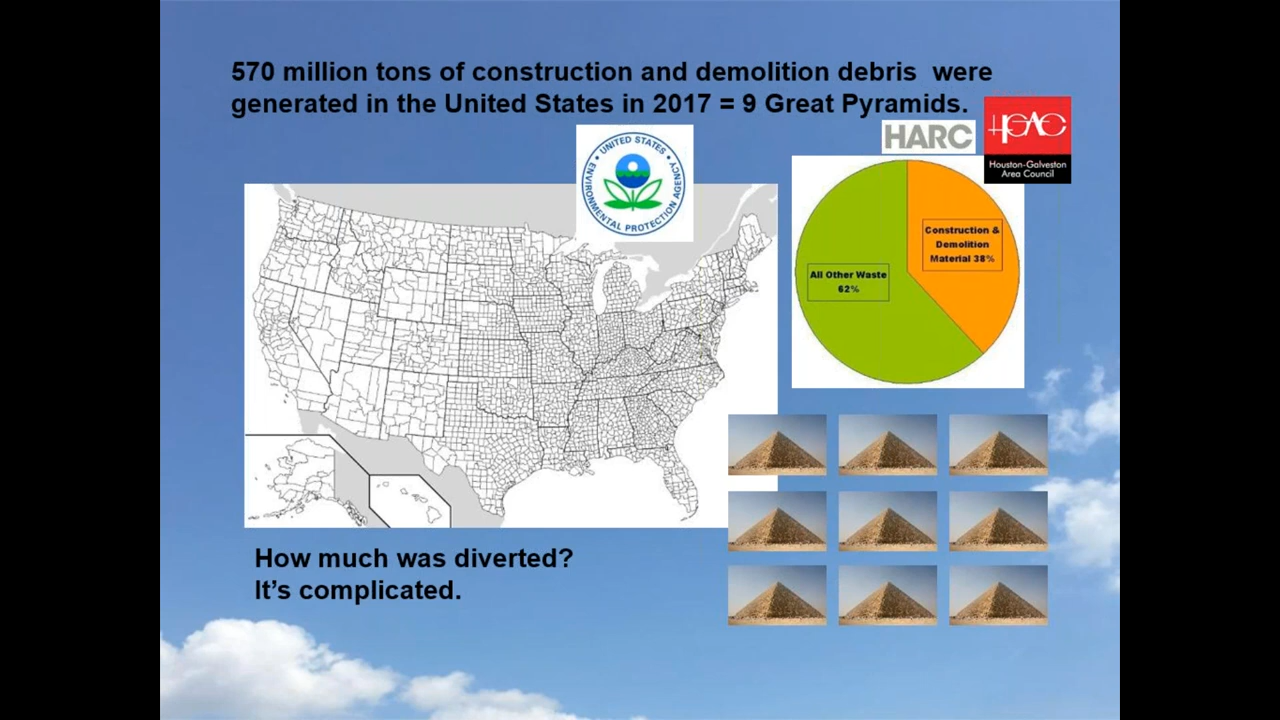 570 million tons of construction and demolition debris  were
generated in the United States in 2017 = 9 Great Pyramids.
HARC
HGAC
Houston-Galveston
Area Council
UNITED STATES
ENVIRONMENTAL PROTECTION AGENCY
Construction &
Demolition
Material 38%
All Other Waste
62%
How much was diverted?
It’s complicated.